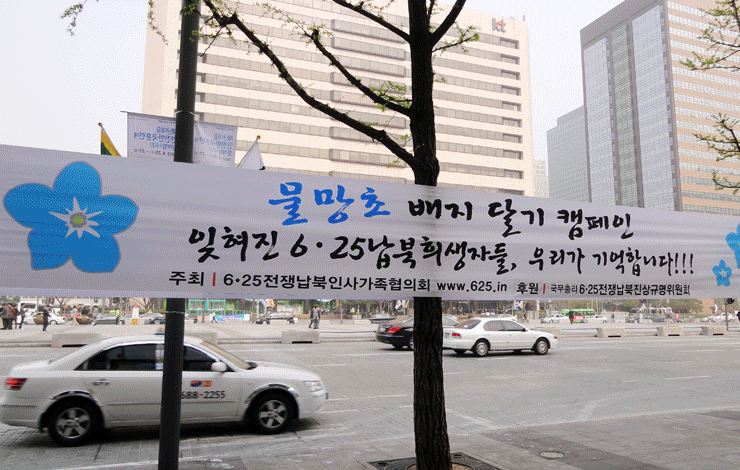 kt
물망초 배지 달기 캠페인
잊혀진 6·25납북희생자들, 우리가 기억합니다!!!
주최 | 6·25전쟁납북인사가족협의회 www.625.in 후원 | 국무총리 6·25전쟁납북진상규명위원회
688-2255